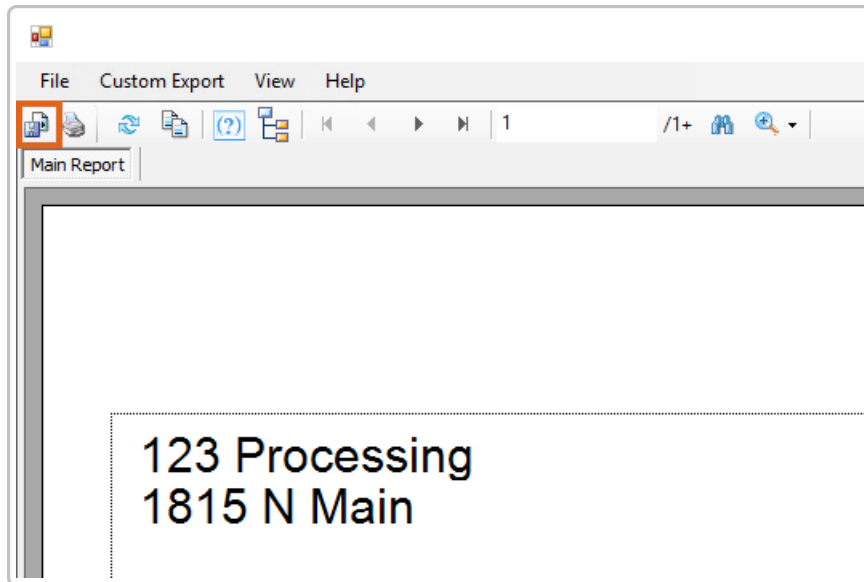 File Custom Export View Help
(?) 1 /1+
Main Report
123 Processing
1815 N Main